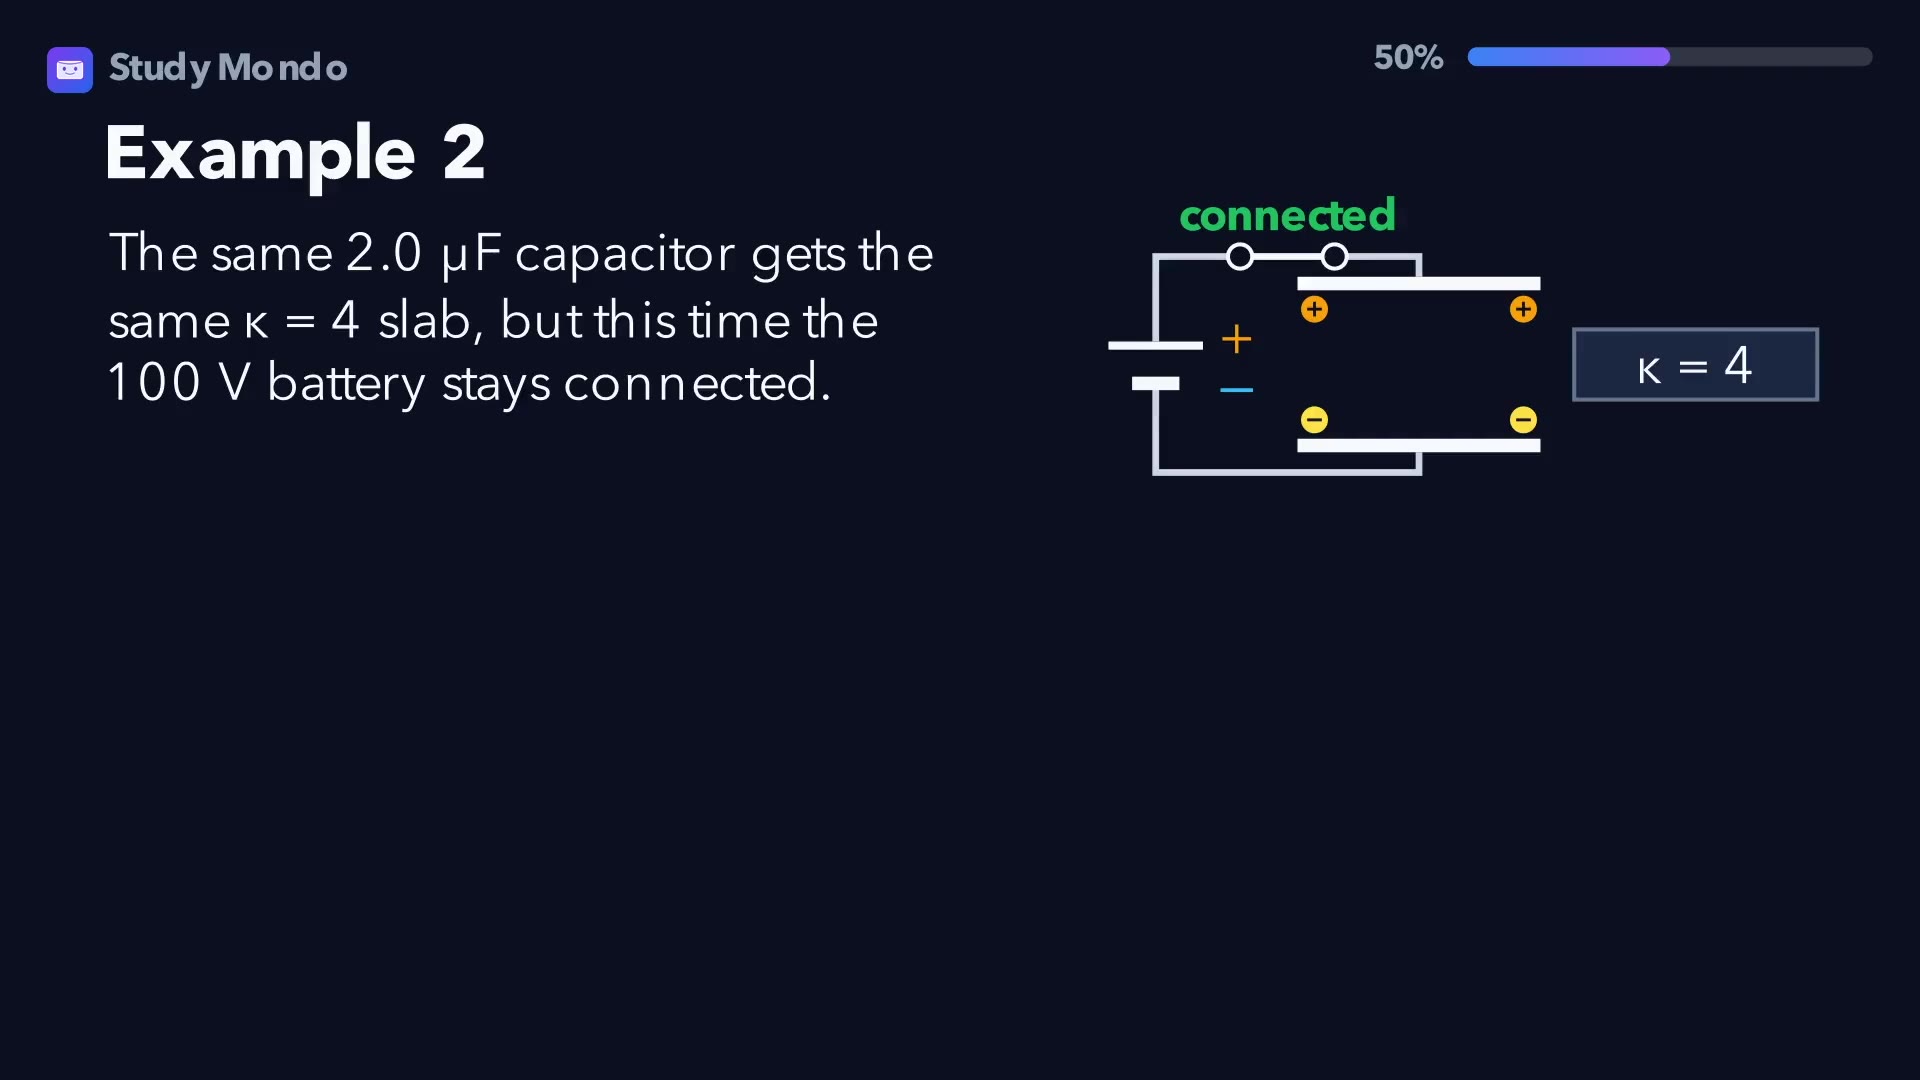 Study Mondo
50%
Example 2
The same 2.0 µF capacitor gets the
same κ = 4 slab, but this time the
100 V battery stays connected.
connected
+
−
+ +
− −
κ = 4